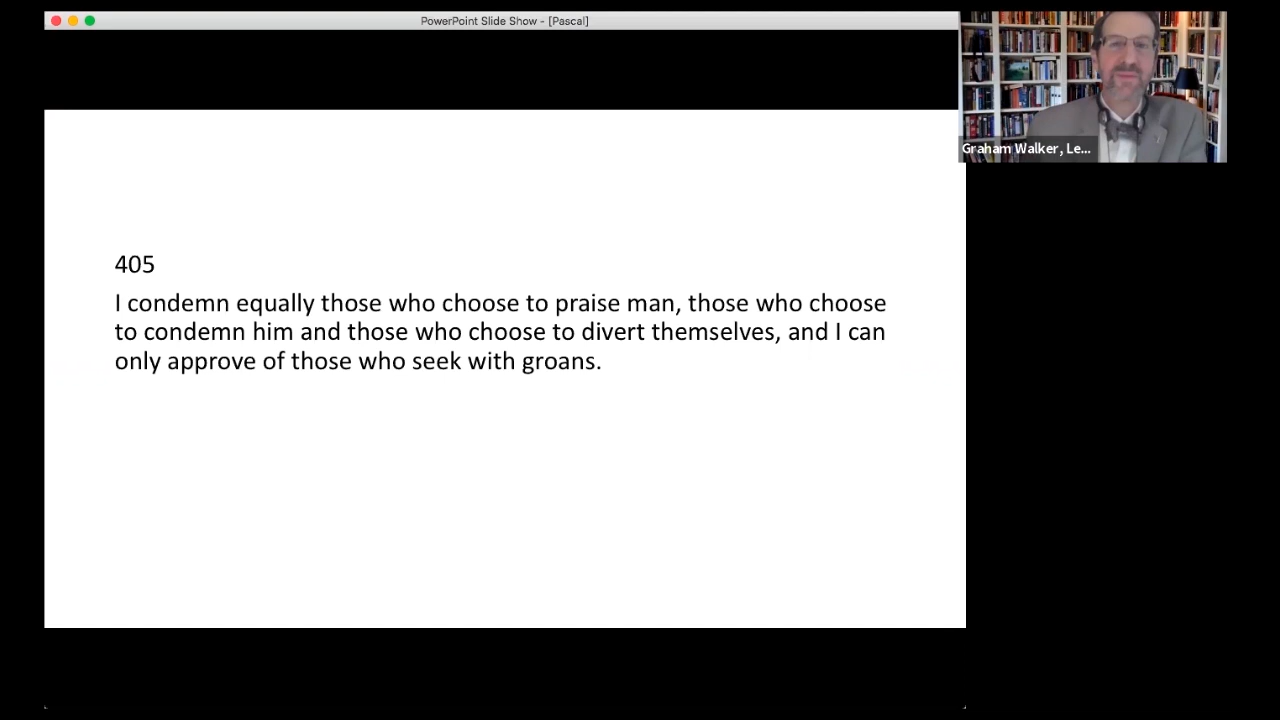 PowerPoint Slide Show - [Pascal]
Graham Walker, Le...
405
I condemn equally those who choose to praise man, those who choose
to condemn him and those who choose to divert themselves, and I can
only approve of those who seek with groans.